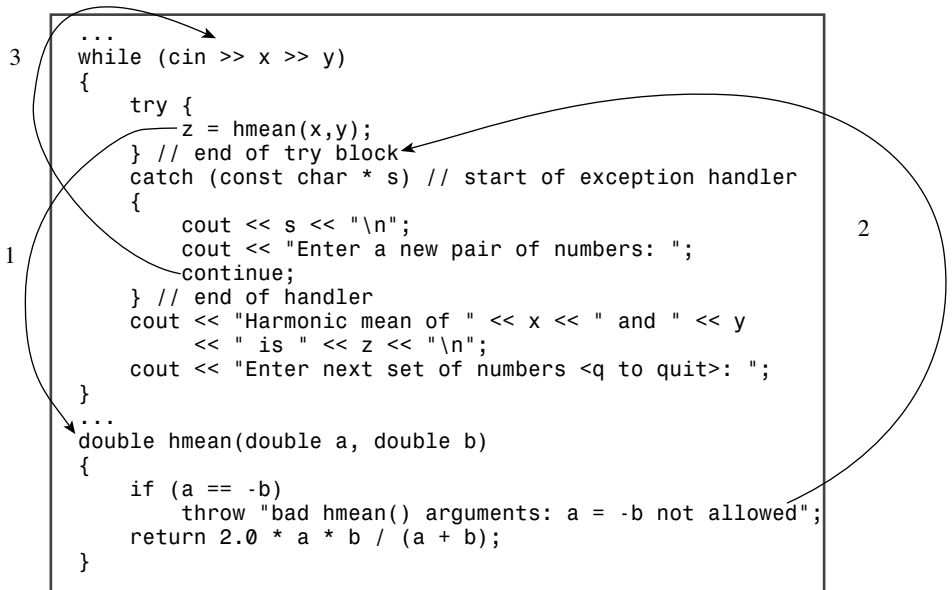 ...
3
while (cin >> x >> y)
{
    try {
        z = hmean(x,y);
    } // end of try block
    catch (const char * s) // start of exception handler
    {
        cout << s << "\n";
2
        cout << "Enter a new pair of numbers: ";
1
        continue;
    } // end of handler
    cout << "Harmonic mean of " << x << " and " << y
         << " is " << z << "\n";
    cout << "Enter next set of numbers <q to quit>: ";
}
...
double hmean(double a, double b)
{
    if (a == -b)
        throw "bad hmean() arguments: a = -b not allowed";
    return 2.0 * a * b / (a + b);
}